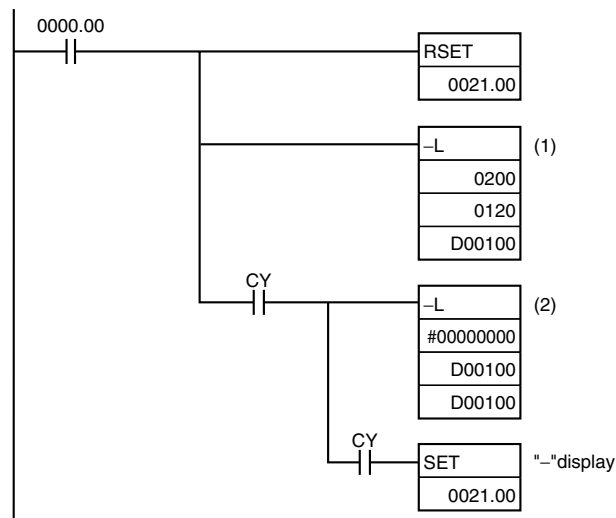 0000.00
RSET
0021.00
–L (1)
0200
0120
D00100
CY
–L (2)
#00000000
D00100
D00100
CY
SET "–"display
0021.00